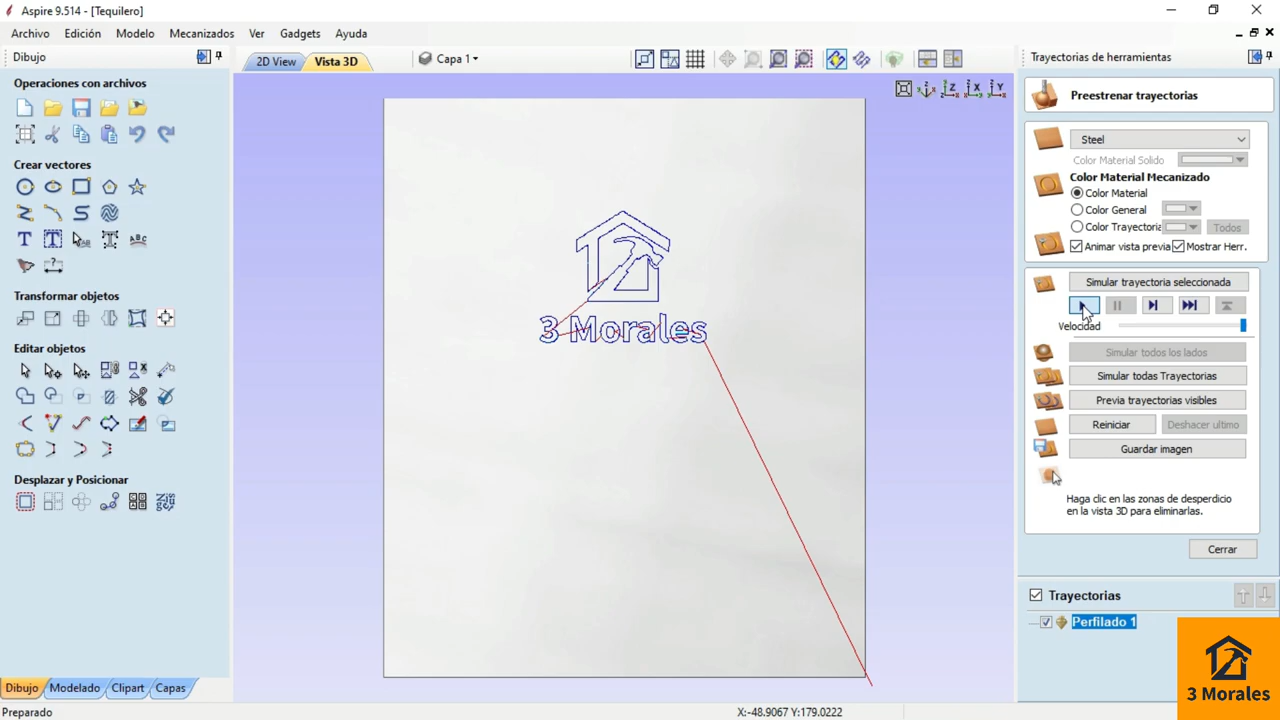 Aspire 9.514 - [Tequilero]
Archivo Edición Modelo Mecanizados Ver Gadgets Ayuda
Dibujo
2D View Vista 3D Capa 1
Trayectorias de herramientas
Operaciones con archivos
Crear vectores
Transformar objetos
Editar objetos
Desplazar y Posicionar
Z X Y
3 Morales
Preestrenar trayectorias
Steel
Color Material Solido
Color Material Mecanizado
Color Material
Color General
Color Trayectoria Todos
Animar vista previa Mostrar Herr.
Simular trayectoria seleccionada
Velocidad
Simular todos los lados
Simular todas Trayectorias
Previa trayectorias visibles
Reiniciar Deshacer ultimo
Guardar imagen
Haga clic en las zonas de desperdicio
en la vista 3D para eliminarlas.
Cerrar
Trayectorias
Perfilado 1
3 Morales
Dibujo Modelado Clipart Capas
Preparado
X:-48.9067 Y:179.0222